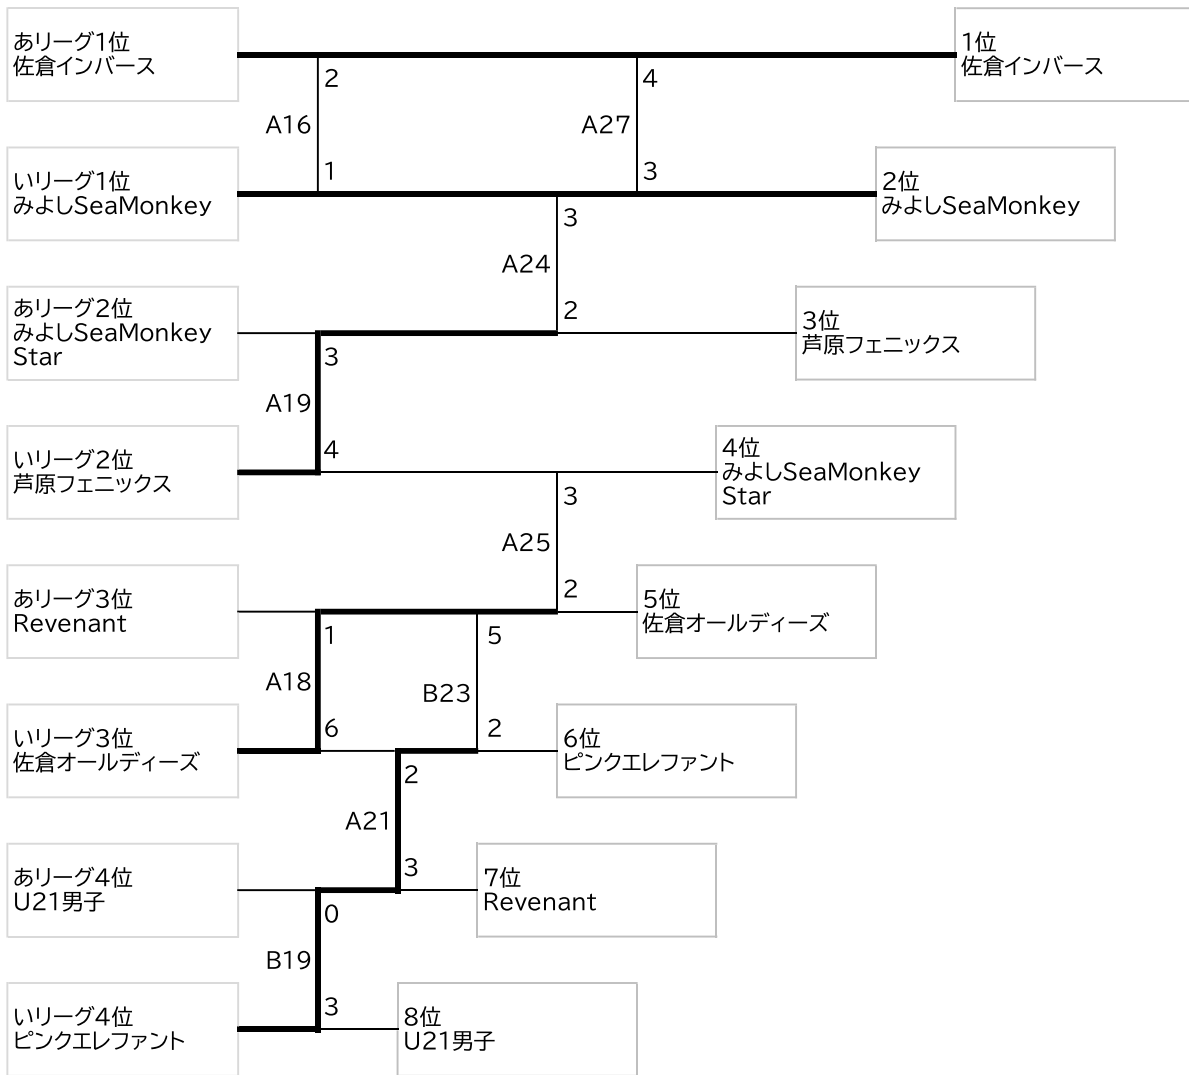 あリーグ1位
佐倉インバース
1位
佐倉インバース
2
4
A16
A27
1
3
いリーグ1位
みよしSeaMonkey
2位
みよしSeaMonkey
3
A24
2
あリーグ2位
みよしSeaMonkey
Star
3位
芦原フェニックス
3
A19
4
いリーグ2位
芦原フェニックス
4位
みよしSeaMonkey
Star
3
A25
2
あリーグ3位
Revenant
5位
佐倉オールディーズ
1
5
A18
B23
6
2
いリーグ3位
佐倉オールディーズ
6位
ピンクエレファント
2
A21
3
あリーグ4位
U21男子
7位
Revenant
0
B19
3
いリーグ4位
ピンクエレファント
8位
U21男子